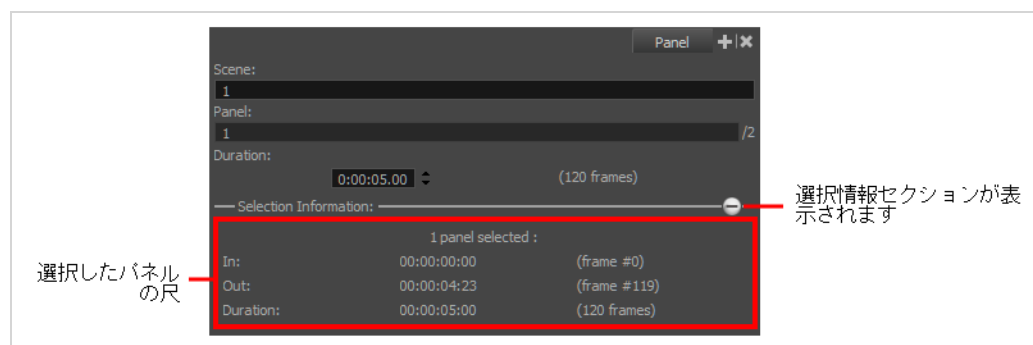 Panel
Scene:
1
Panel:
1 /2
Duration:
0:00:05.00 (120 frames)
Selection Information:
選択情報セクションが表
示されます
1 panel selected :
In: 00:00:00:00 (frame #0)
Out: 00:00:04:23 (frame #119)
Duration: 00:00:05:00 (120 frames)
選択したパネル
の尺